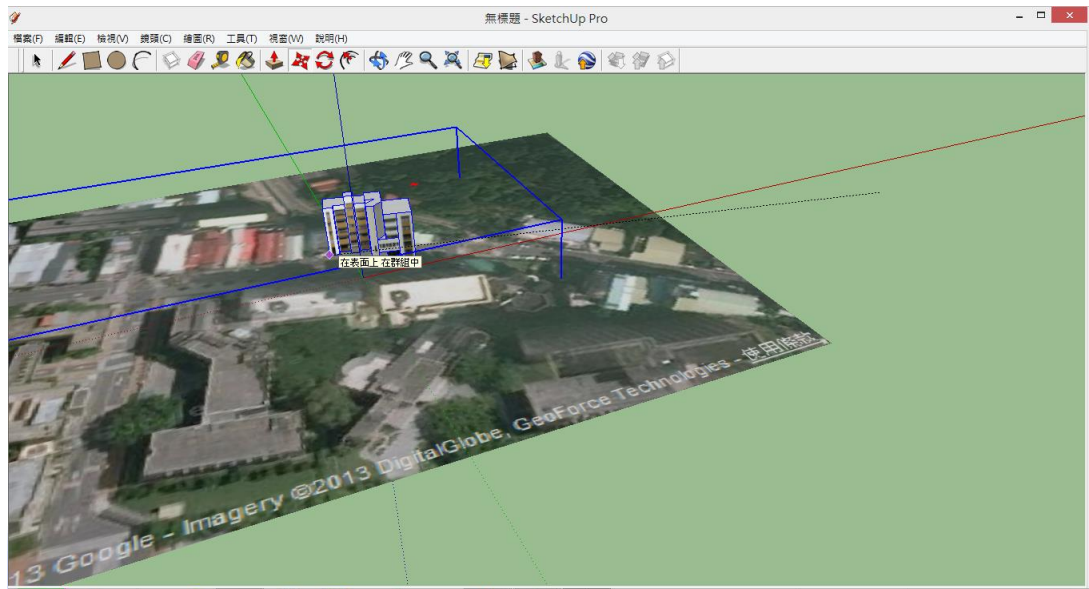 無標題 - SketchUp Pro
檔案(F) 編輯(E) 檢視(V) 鏡頭(C) 繪圖(R) 工具(T) 視窗(W) 說明(H)
在表面上 在群組中
13 Google - Imagery ©2013 DigitalGlobe, GeoForce Technologies - 使用條款